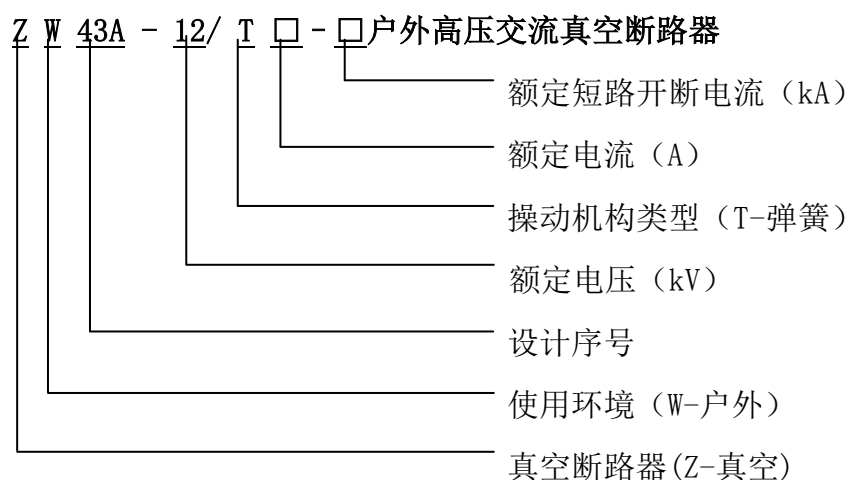 Z W 43A - 12/ T □ - □户外高压交流真空断路器
额定短路开断电流（kA）
额定电流（A）
操动机构类型（T-弹簧）
额定电压（kV）
设计序号
使用环境（W-户外）
真空断路器(Z-真空)